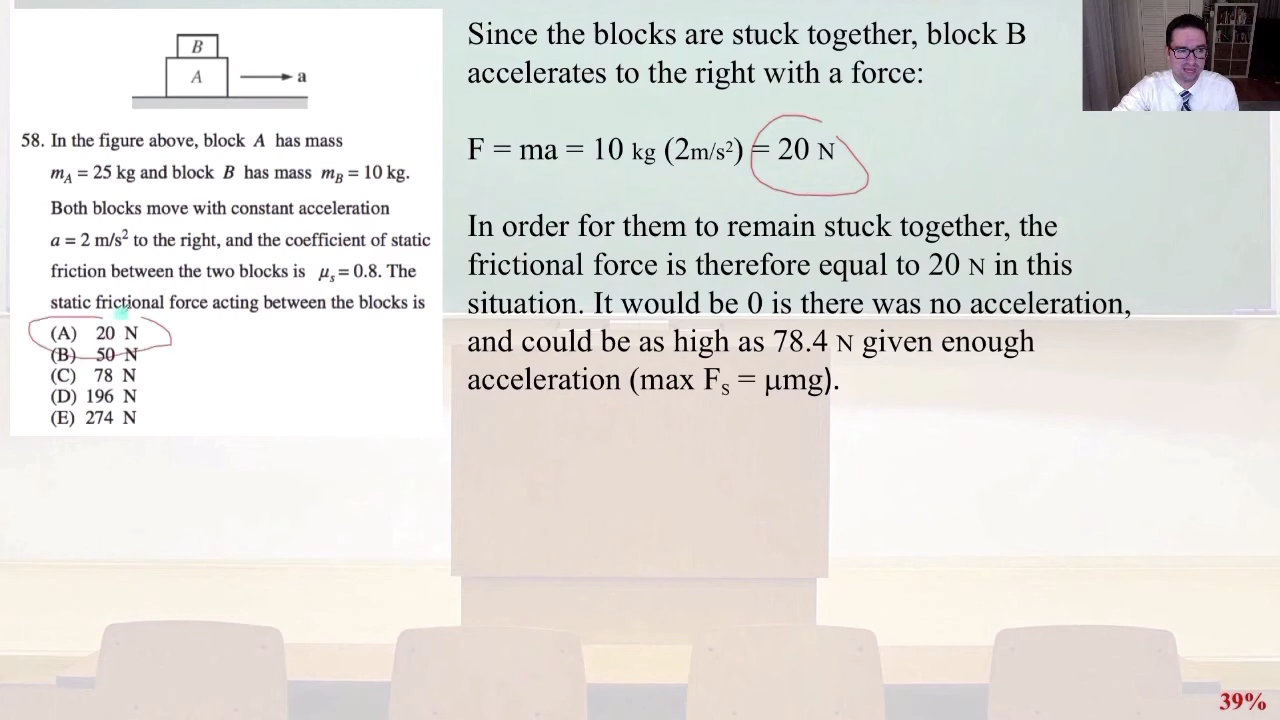 B
A
a
58. In the figure above, block A has mass
mA = 25 kg and block B has mass mB = 10 kg.
Both blocks move with constant acceleration
a = 2 m/s² to the right, and the coefficient of static
friction between the two blocks is μs = 0.8. The
static frictional force acting between the blocks is
(A) 20 N
(B) 50 N
(C) 78 N
(D) 196 N
(E) 274 N
Since the blocks are stuck together, block B
accelerates to the right with a force:
F = ma = 10 kg (2m/s²) = 20 N
In order for them to remain stuck together, the
frictional force is therefore equal to 20 N in this
situation. It would be 0 is there was no acceleration,
and could be as high as 78.4 N given enough
acceleration (max Fs = μmg).
39%